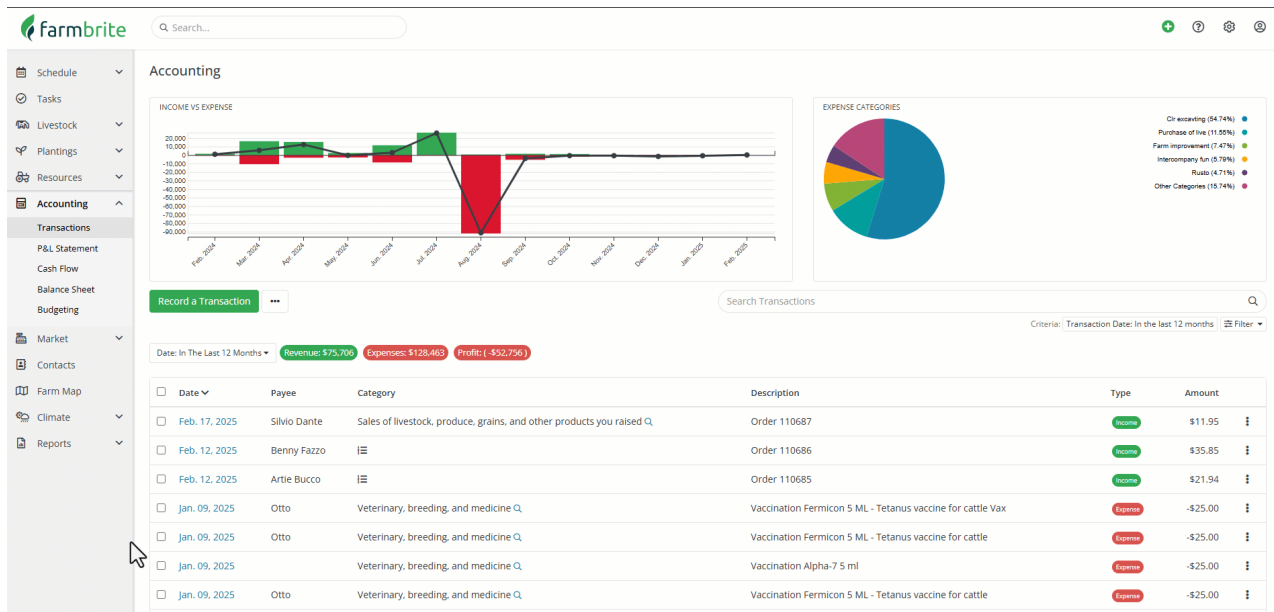 farmbrite
Search...
Schedule
Tasks
Livestock
Plantings
Resources
Accounting
Transactions
P&L Statement
Cash Flow
Balance Sheet
Budgeting
Market
Contacts
Farm Map
Climate
Reports
Accounting
INCOME VS EXPENSE
20,000
10,000
0
-10,000
-20,000
-30,000
-40,000
-50,000
-60,000
-70,000
-80,000
-90,000
Feb. 2024 Mar. 2024 Apr. 2024 May. 2024 Jun. 2024 Jul. 2024 Aug. 2024 Sep. 2024 Oct. 2024 Nov. 2024 Dec. 2024 Jan. 2025 Feb. 2025
EXPENSE CATEGORIES
Clr excavting (54.74%)
Purchase of live (11.55%)
Farm improvement (7.47%)
Intercompany fun (5.79%)
Rusto (4.71%)
Other Categories (15.74%)
Record a Transaction
Search Transactions
Criteria: Transaction Date: In the last 12 months Filter
Date: In The Last 12 Months Revenue: $75,706 Expenses: $128,463 Profit: ( -$52,756 )
Date Payee Category Description Type Amount
Feb. 17, 2025 Silvio Dante Sales of livestock, produce, grains, and other products you raised Order 110687 Income $11.95
Feb. 12, 2025 Benny Fazzo Order 110686 Income $35.85
Feb. 12, 2025 Artie Bucco Order 110685 Income $21.94
Jan. 09, 2025 Otto Veterinary, breeding, and medicine Vaccination Fermicon 5 ML - Tetanus vaccine for cattle Vax Expense -$25.00
Jan. 09, 2025 Otto Veterinary, breeding, and medicine Vaccination Fermicon 5 ML - Tetanus vaccine for cattle Expense -$25.00
Jan. 09, 2025 Veterinary, breeding, and medicine Vaccination Alpha-7 5 ml Expense -$25.00
Jan. 09, 2025 Otto Veterinary, breeding, and medicine Vaccination Fermicon 5 ML - Tetanus vaccine for cattle Expense -$25.00